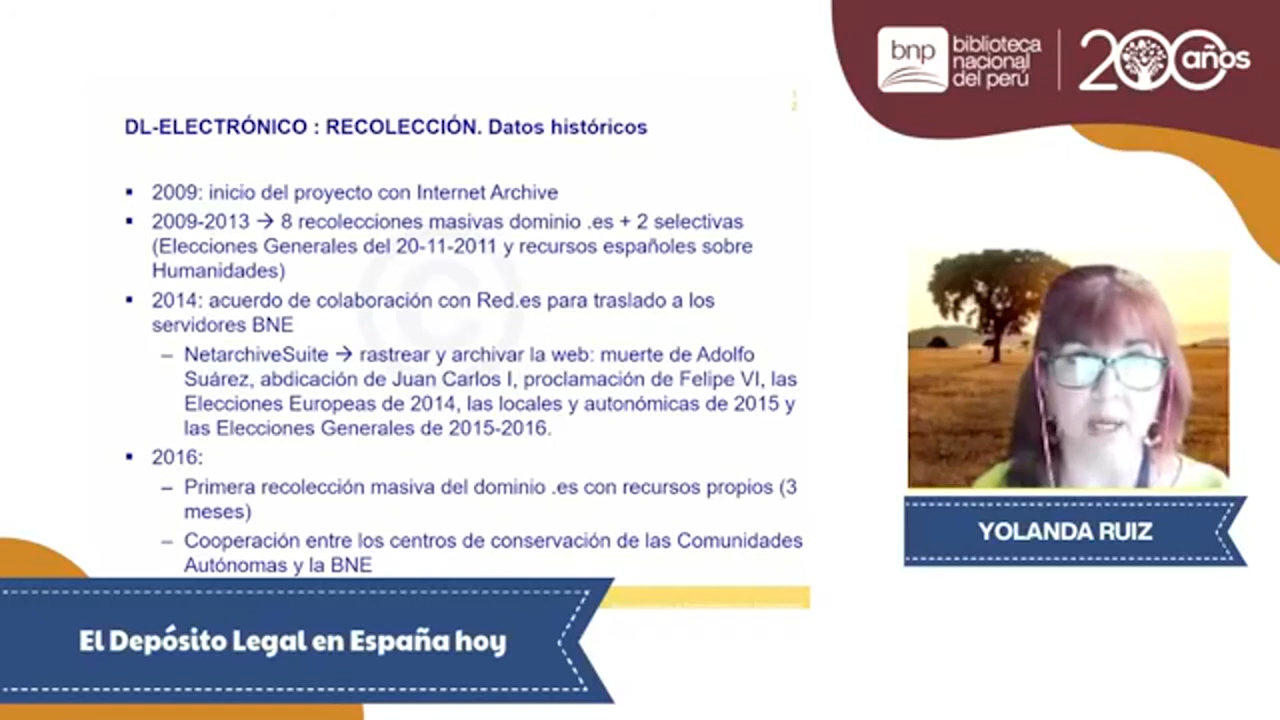 bnp
biblioteca
nacional
del perú
200 años
DL-ELECTRÓNICO : RECOLECCIÓN. Datos históricos
▪ 2009: inicio del proyecto con Internet Archive
▪ 2009-2013 → 8 recolecciones masivas dominio .es + 2 selectivas
(Elecciones Generales del 20-11-2011 y recursos españoles sobre
Humanidades)
▪ 2014: acuerdo de colaboración con Red.es para traslado a los
servidores BNE
– NetarchiveSuite → rastrear y archivar la web: muerte de Adolfo
Suárez, abdicación de Juan Carlos I, proclamación de Felipe VI, las
Elecciones Europeas de 2014, las locales y autonómicas de 2015 y
las Elecciones Generales de 2015-2016.
▪ 2016:
– Primera recolección masiva del dominio .es con recursos propios (3
meses)
– Cooperación entre los centros de conservación de las Comunidades
Autónomas y la BNE
YOLANDA RUIZ
El Depósito Legal en España hoy